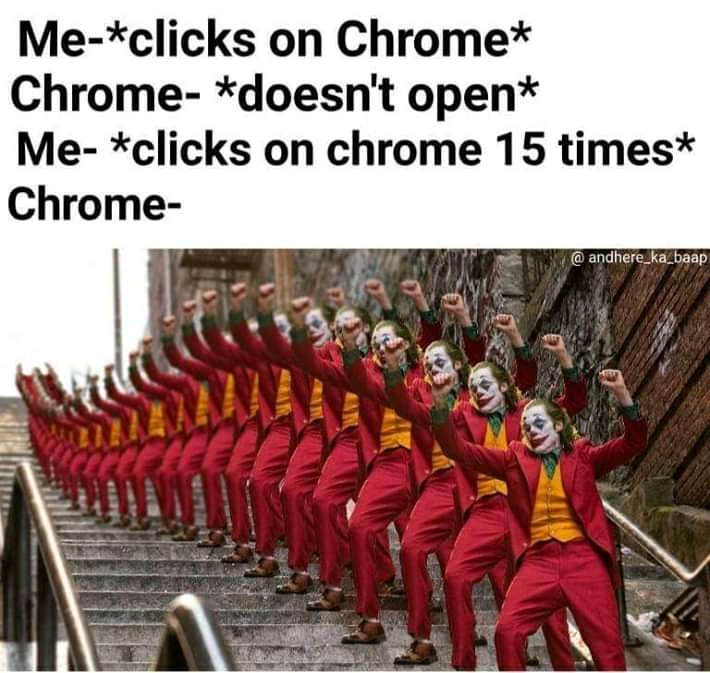 Me-*clicks on Chrome*
Chrome- *doesn't open*
Me- *clicks on chrome 15 times*
Chrome-
@ andhere_ka_baap